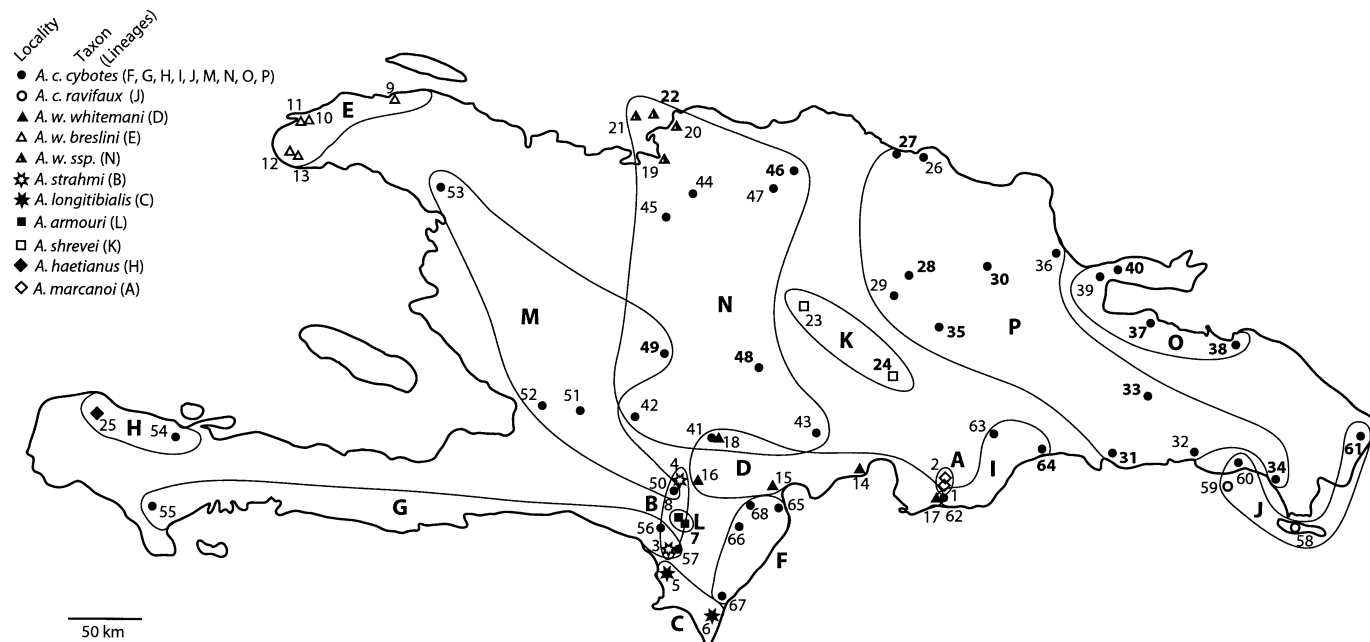 Locality
Taxon
(Lineages)
A. c. cybotes (F, G, H, I, J, M, N, O, P)
A. c. ravifaux (J)
A. w. whitemani (D)
A. w. breslini (E)
A. w. ssp. (N)
A. strahmi (B)
A. longitibialis (C)
A. armouri (L)
A. shrevei (K)
A. haetianus (H)
A. marcanoi (A)
9
11
10
E
12
13
22
21
20
19
53
44
45
46
47
27
26
28
29
30
36
35
P
39
40
37
O
38
M
N
23
K
24
49
48
33
52
51
42
41
18
43
63
A
I
64
31
32
34
61
60
59
J
58
25
H
54
55
G
4
50
B
8
16
D
15
14
2
1
17
62
L
7
56
3
57
68
65
66
F
5
67
C
6
50 km